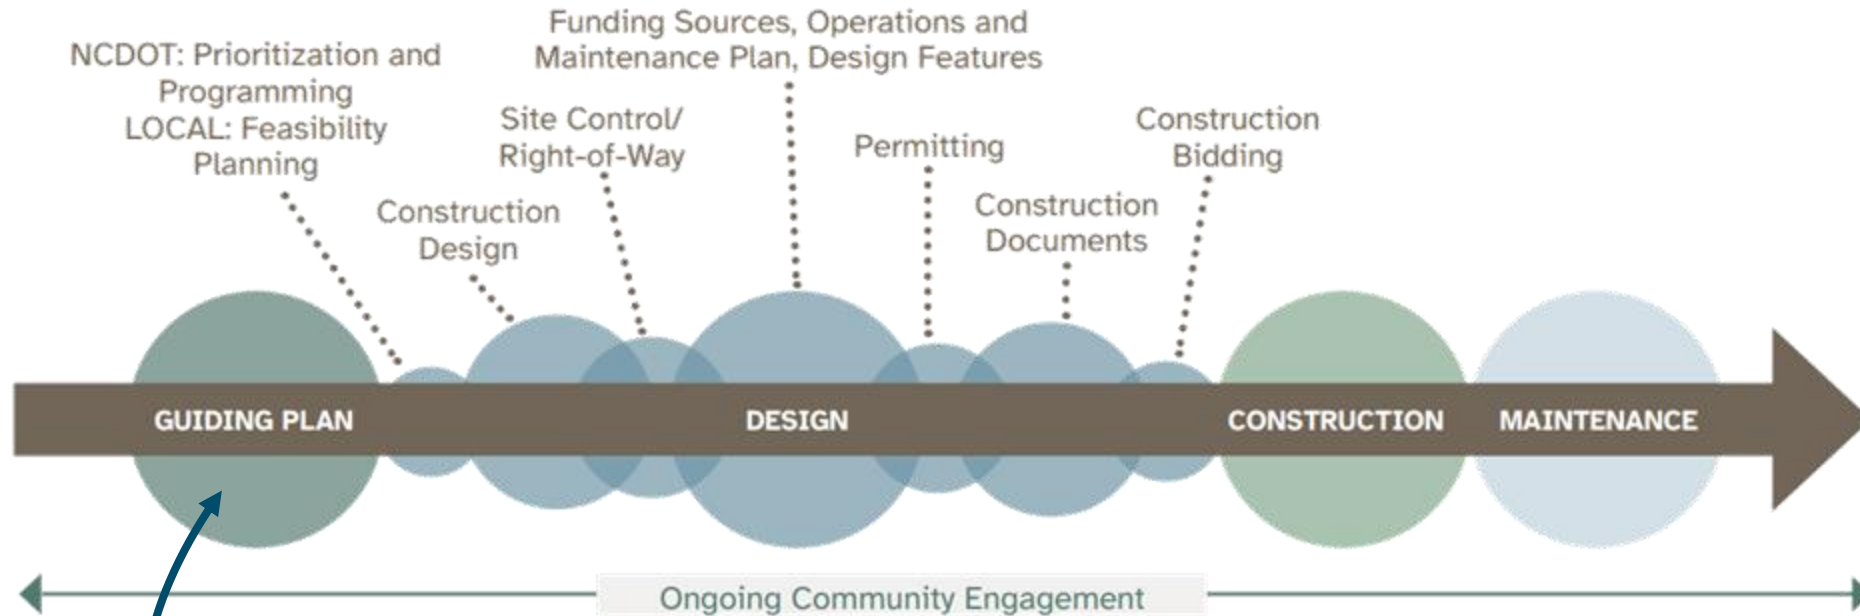 Funding Sources, Operations and
Maintenance Plan, Design Features
NCDOT: Prioritization and
Programming
LOCAL: Feasibility
Planning
Site Control/
Right-of-Way
Permitting
Construction
Bidding
Construction
Design
Construction
Documents
GUIDING PLAN
DESIGN
CONSTRUCTION
MAINTENANCE
Ongoing Community Engagement